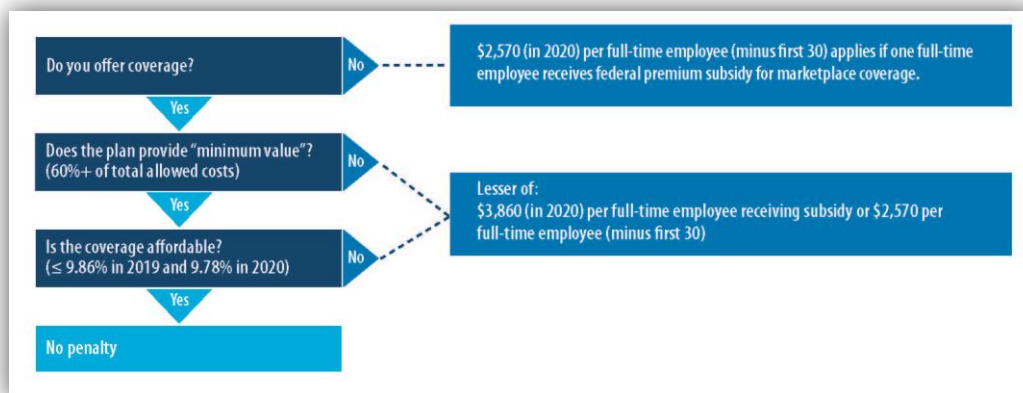 Do you offer coverage?
No
$2,570 (in 2020) per full-time employee (minus first 30) applies if one full-time
employee receives federal premium subsidy for marketplace coverage.
Yes
Does the plan provide “minimum value”?
(60%+ of total allowed costs)
No
Yes
Lesser of:
$3,860 (in 2020) per full-time employee receiving subsidy or $2,570 per
full-time employee (minus first 30)
Is the coverage affordable?
(≤ 9.86% in 2019 and 9.78% in 2020)
No
Yes
No penalty